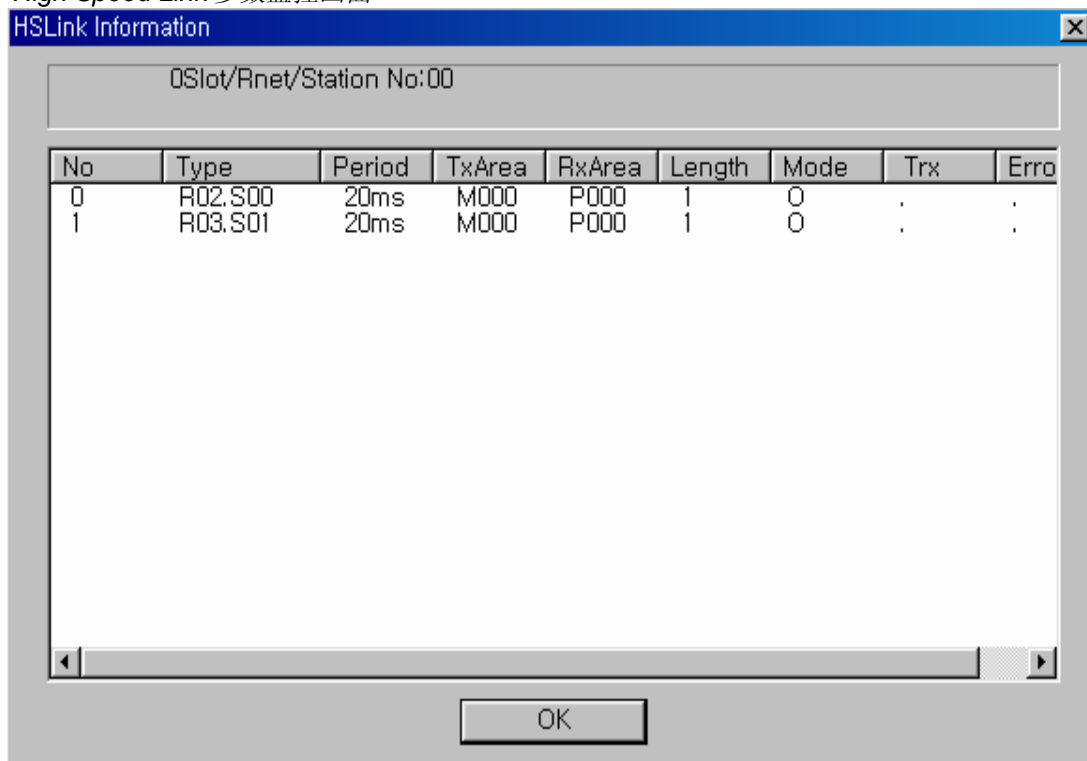 HSLink Information
0Slot/Rnet/Station No:00
No Type Period TxArea RxArea Length Mode Trx Erro
0 R02.S00 20ms M000 P000 1 O . .
1 R03.S01 20ms M000 P000 1 O . .
OK